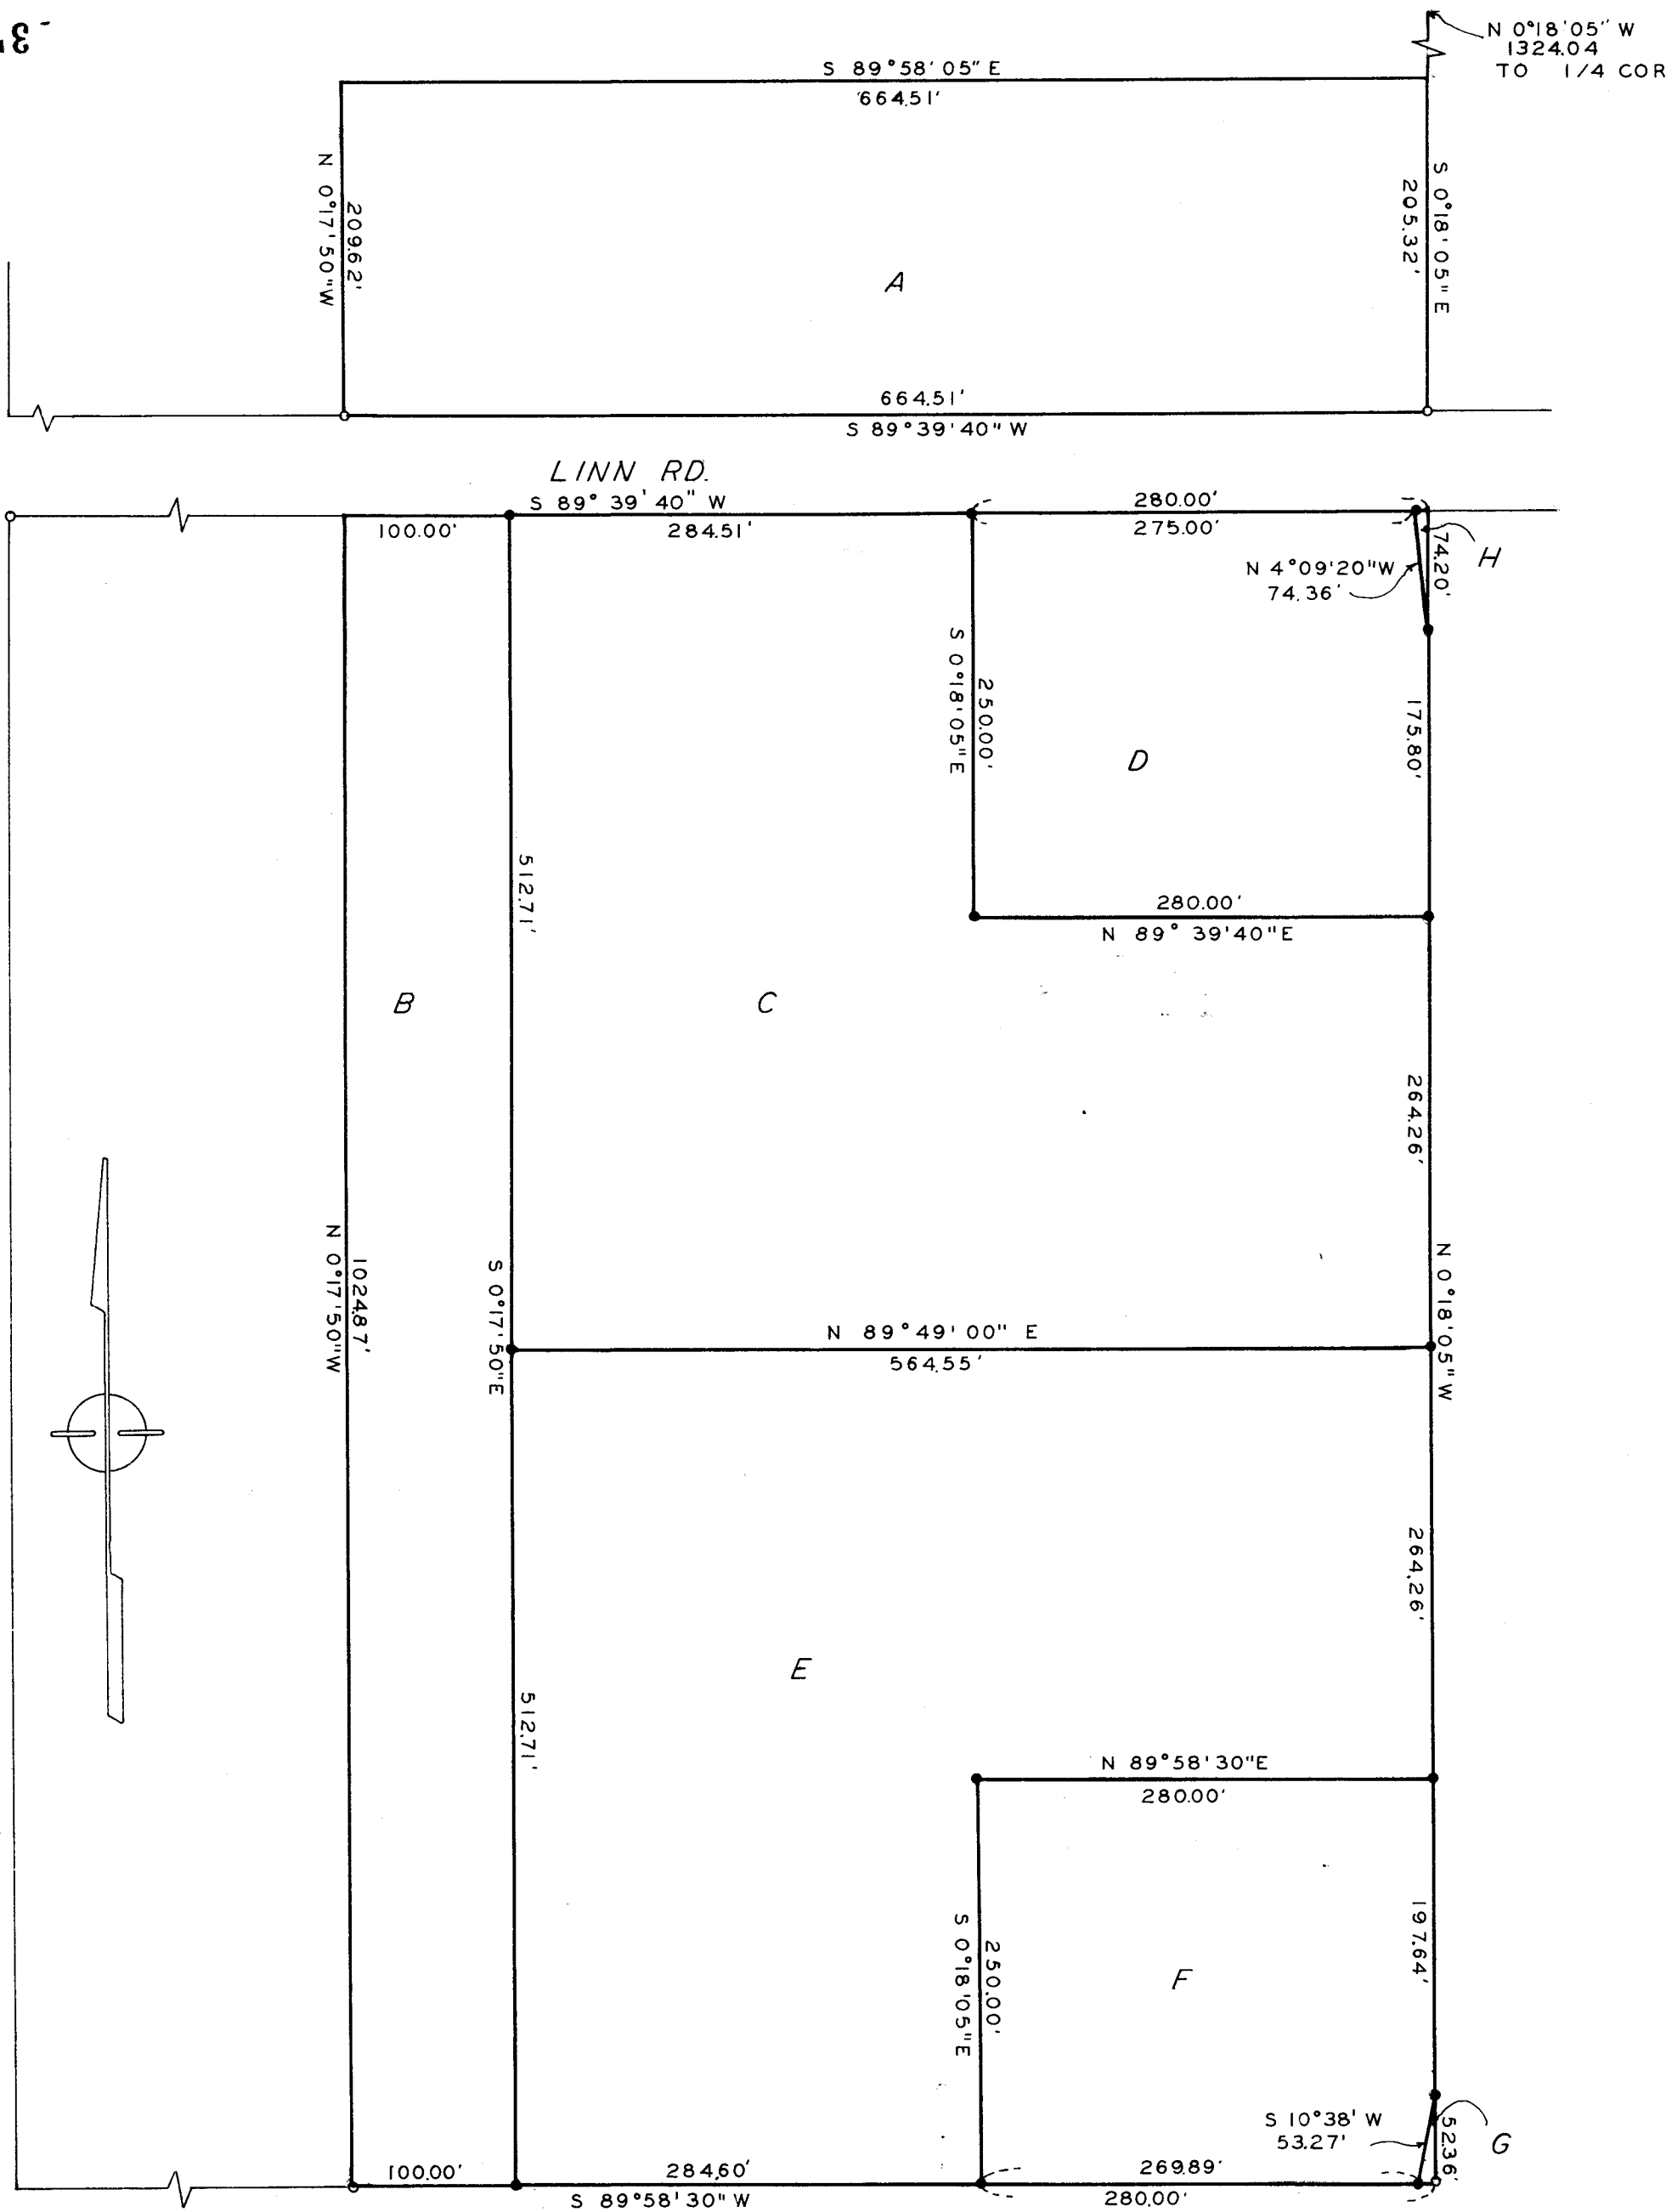 N 0°18'05" W
1324.04
TO 1/4 COR
S 89°58'05" E
664.51'
N 0°17'50"W
209.62'
S 0°18'05"E
205.32'
A
664.51'
S 89°39'40" W
LINN RD.
S 89° 39' 40" W
100.00'
284.51'
280.00'
275.00'
N 4°09'20"W
74.36'
74.20'
H
S 0°18'05"E
250.00'
D
175.80'
280.00'
N 89° 39'40"E
512.71'
B
C
264.26'
N 0°17'50"W
1024.87'
S 0°17'50"E
N 0°18'05" W
N 89°49'00" E
564.55'
264.26'
E
512.71'
N 89°58'30"E
280.00'
S 0°18'05"E
250.00'
F
197.64'
S 10°38' W
53.27'
52.36'
G
100.00'
284.60'
S 89°58'30" W
269.89'
280.00'